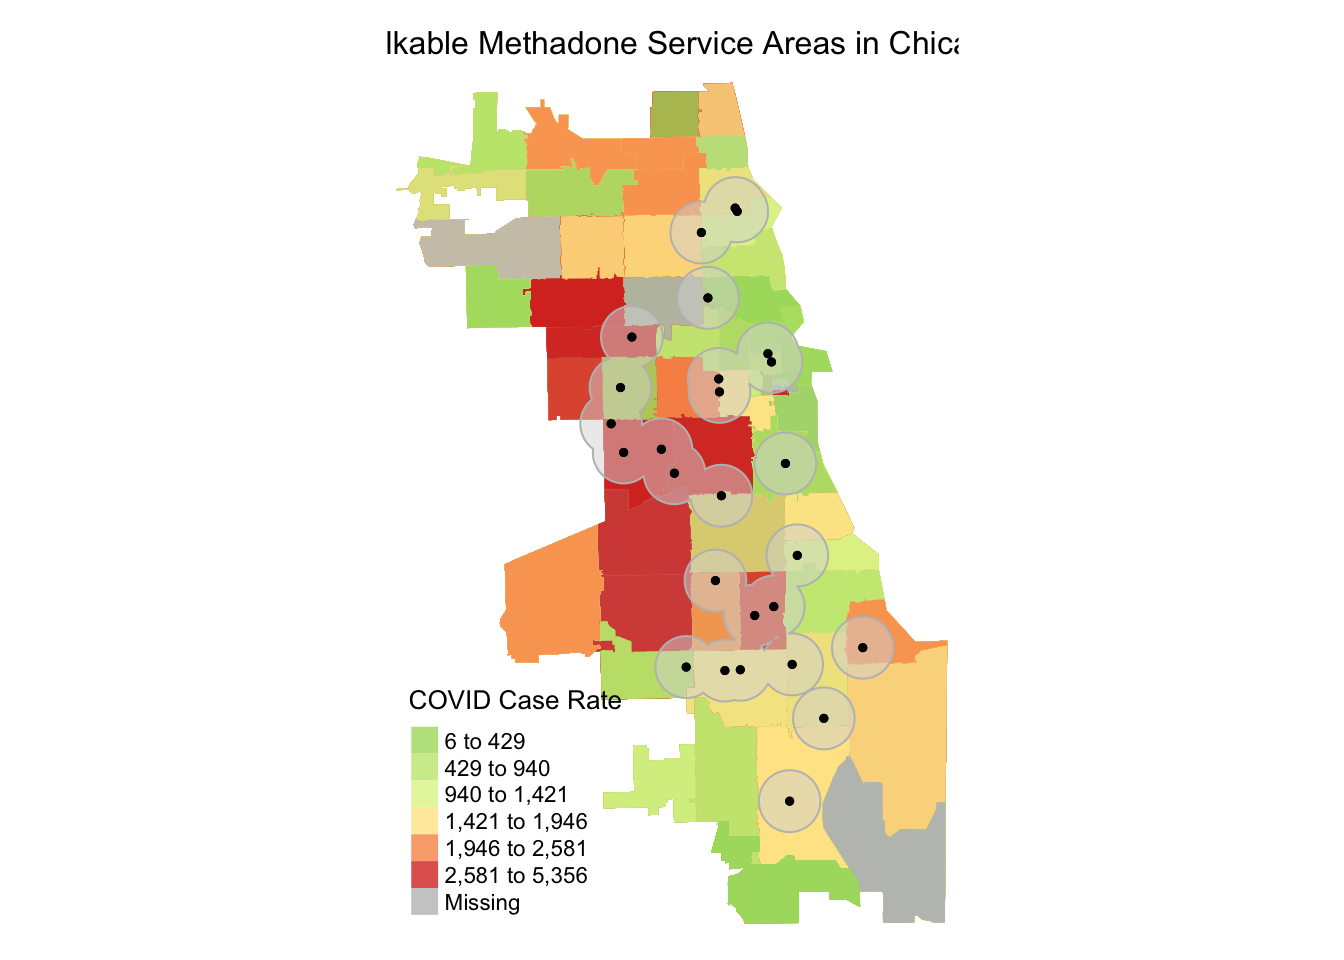 lkable Methadone Service Areas in Chica
COVID Case Rate
6 to 429
429 to 940
940 to 1,421
1,421 to 1,946
1,946 to 2,581
2,581 to 5,356
Missing